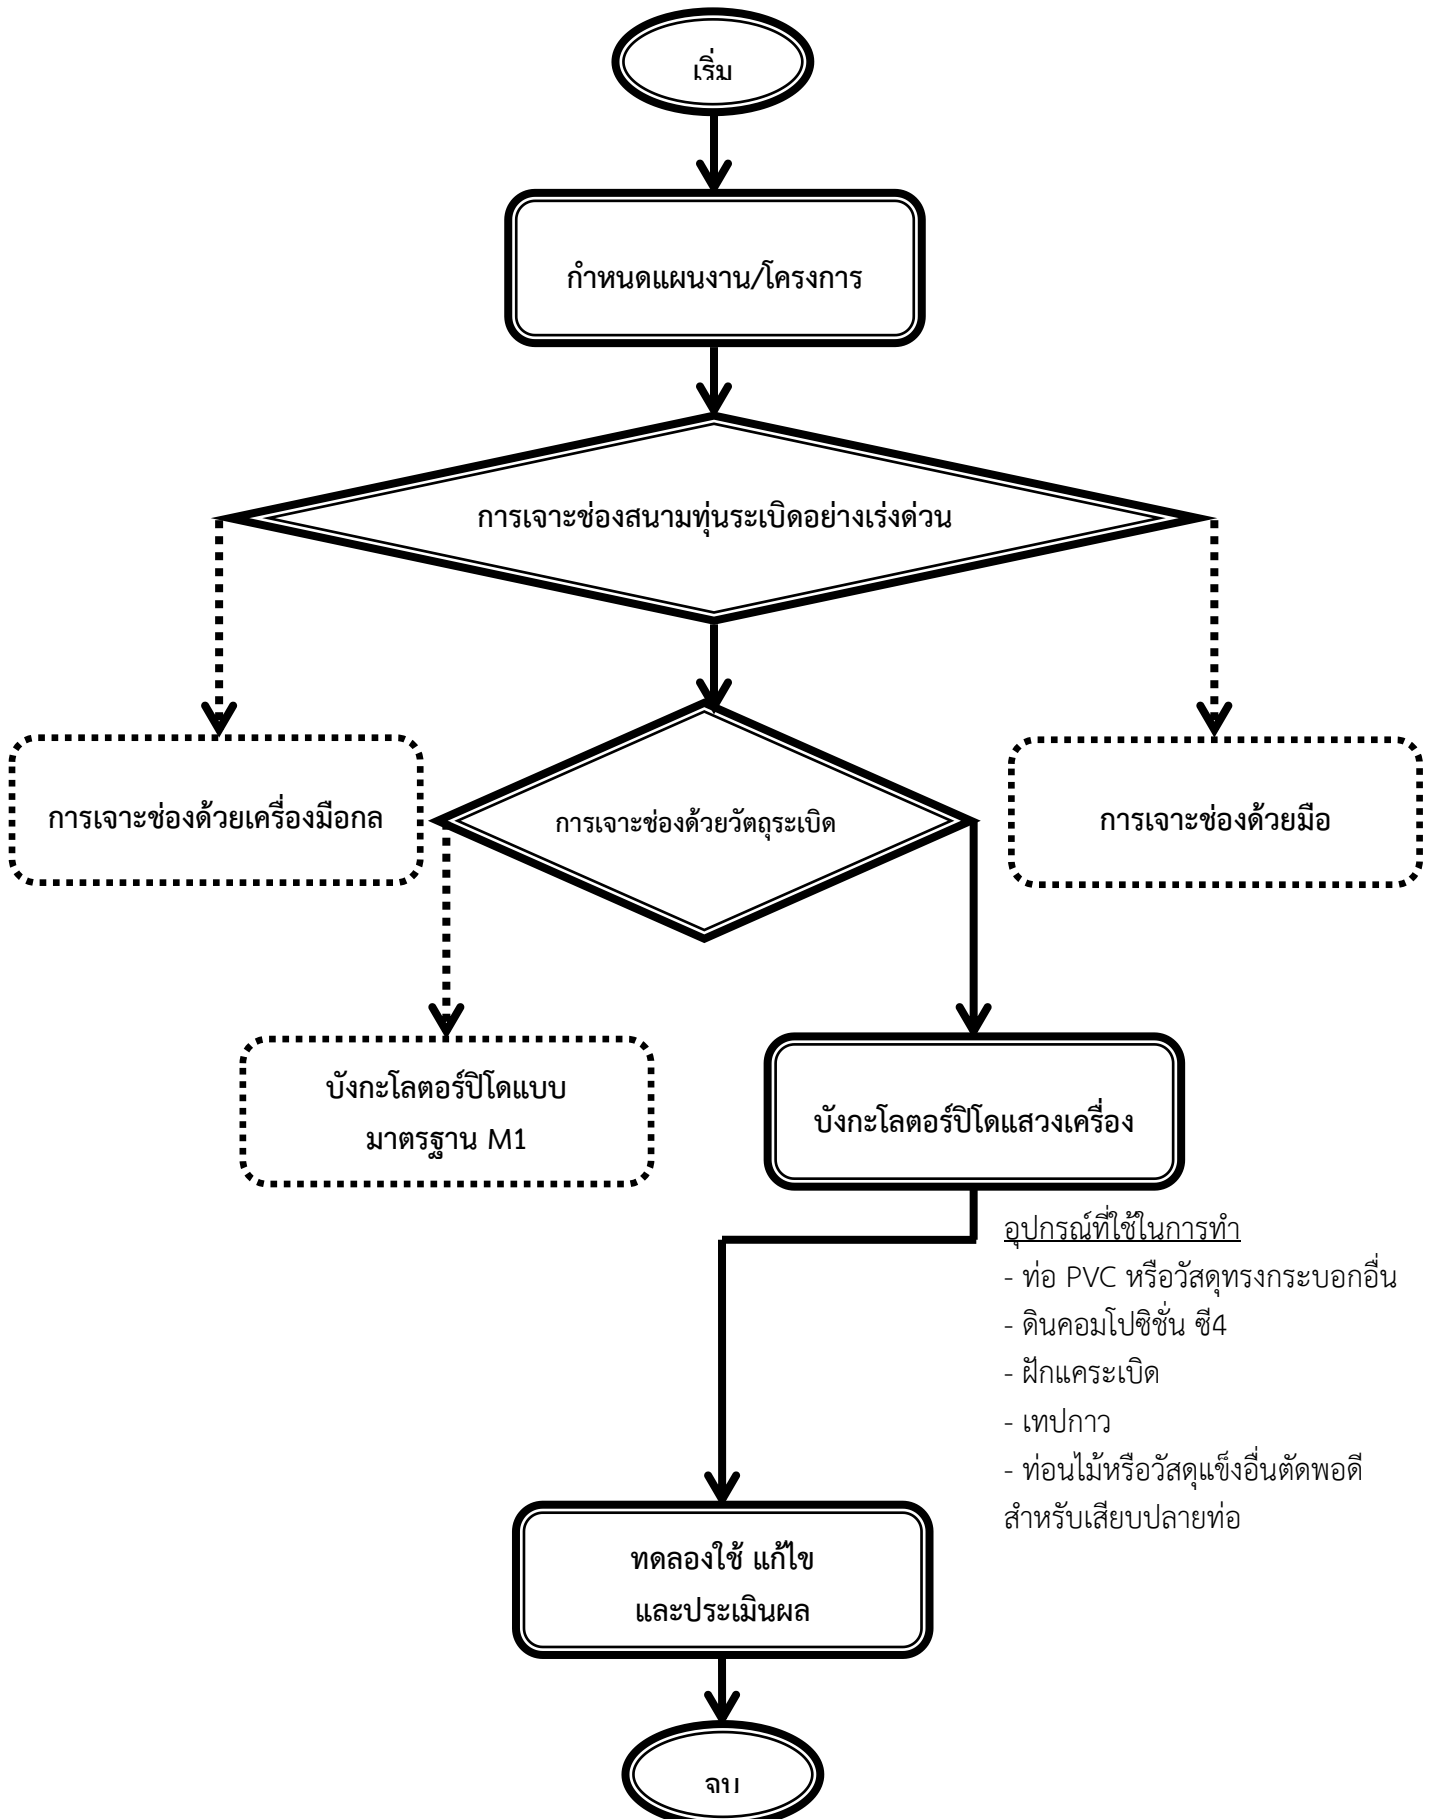 เริ่ม
กำหนดแผนงาน/โครงการ
การเจาะช่องสนามทุ่นระเบิดอย่างเร่งด่วน
การเจาะช่องด้วยเครื่องมือกล
การเจาะช่องด้วยวัตถุระเบิด
การเจาะช่องด้วยมือ
บังกะโลตอร์ปิโดแบบ
มาตรฐาน M1
บังกะโลตอร์ปิโดแสวงเครื่อง
อุปกรณ์ที่ใช้ในการทำ
- ท่อ PVC หรือวัสดุทรงกระบอกอื่น
- ดินคอมโปซิชั่น ซี4
- ฝักแคระเบิด
- เทปกาว
- ท่อนไม้หรือวัสดุแข็งอื่นตัดพอดี
สำหรับเสียบปลายท่อ
ทดลองใช้ แก้ไข
และประเมินผล
จบ